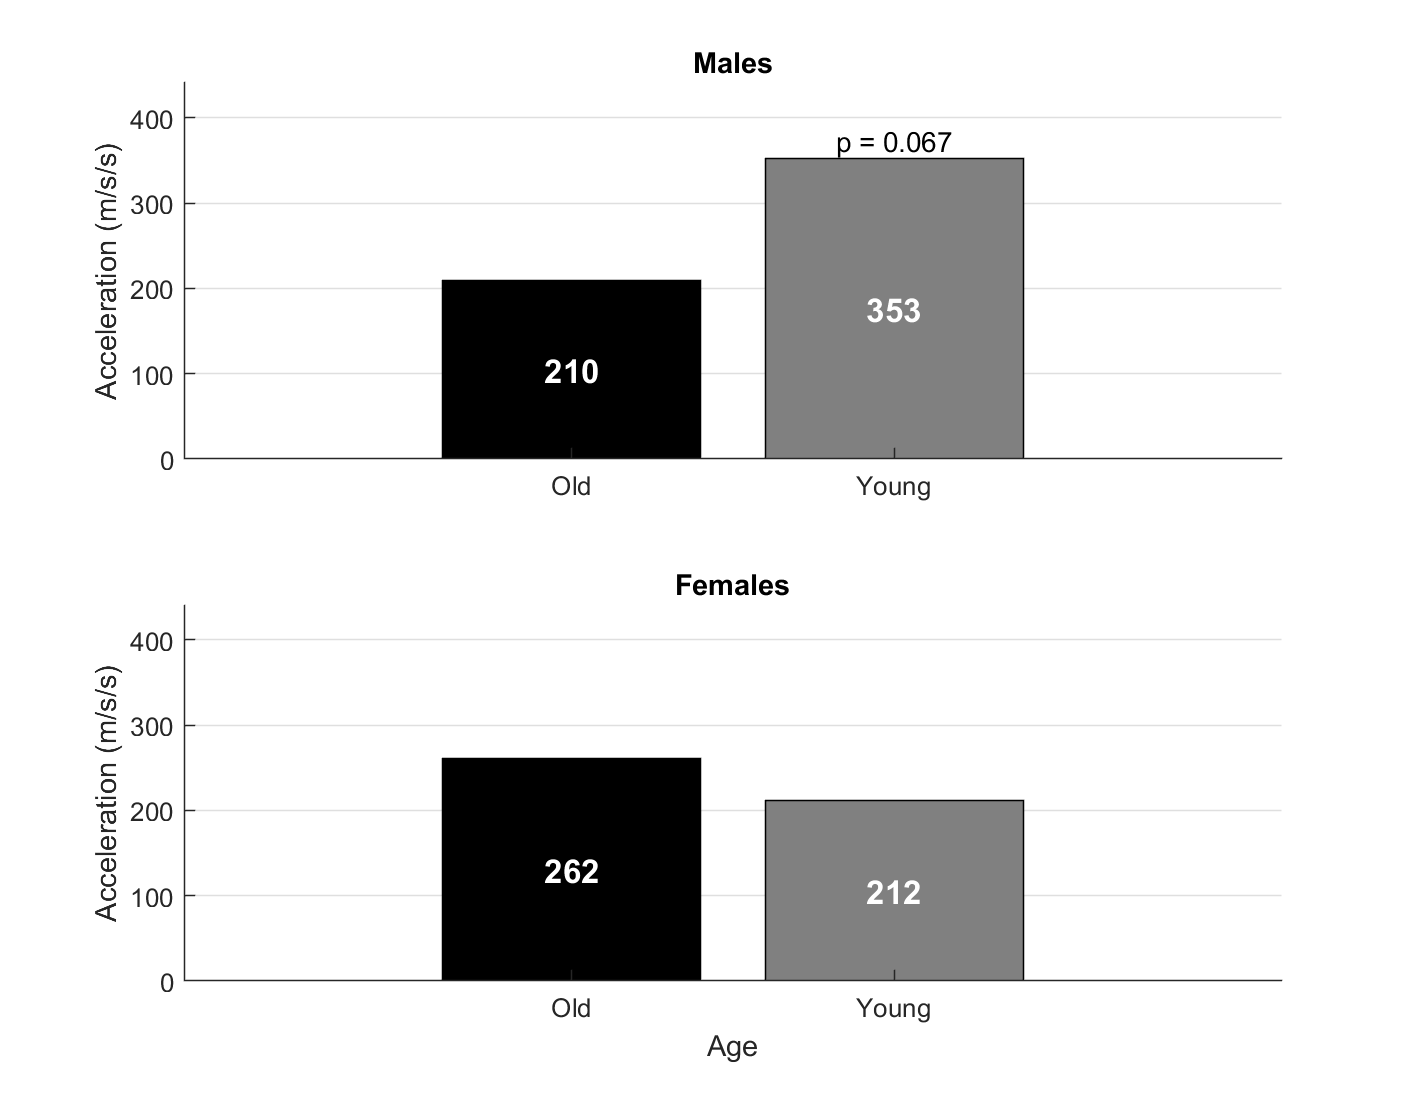 Males
Acceleration (m/s/s)
400
300
200
100
0
p = 0.067
210
353
Old
Young
Females
Acceleration (m/s/s)
400
300
200
100
0
262
212
Old
Young
Age